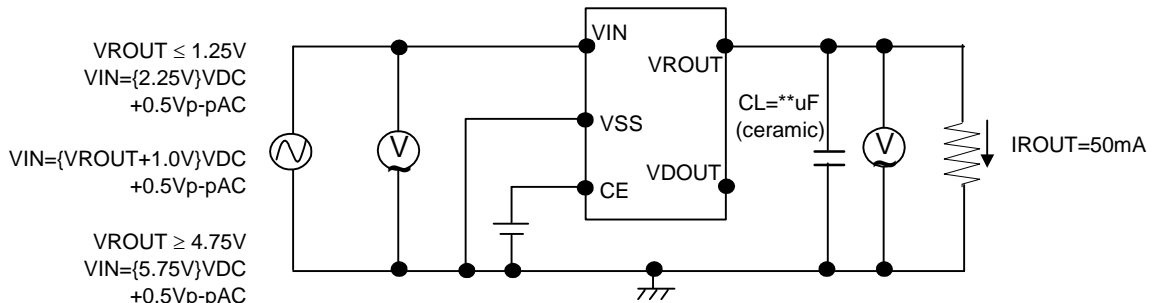 VROUT ≤ 1.25V
VIN={2.25V}VDC
+0.5Vp-pAC
VIN={VROUT+1.0V}VDC
+0.5Vp-pAC
VROUT ≥ 4.75V
VIN={5.75V}VDC
+0.5Vp-pAC
V
VIN
VROUT
VSS
VDOUT
CE
CL=**uF
(ceramic)
V
IROUT=50mA